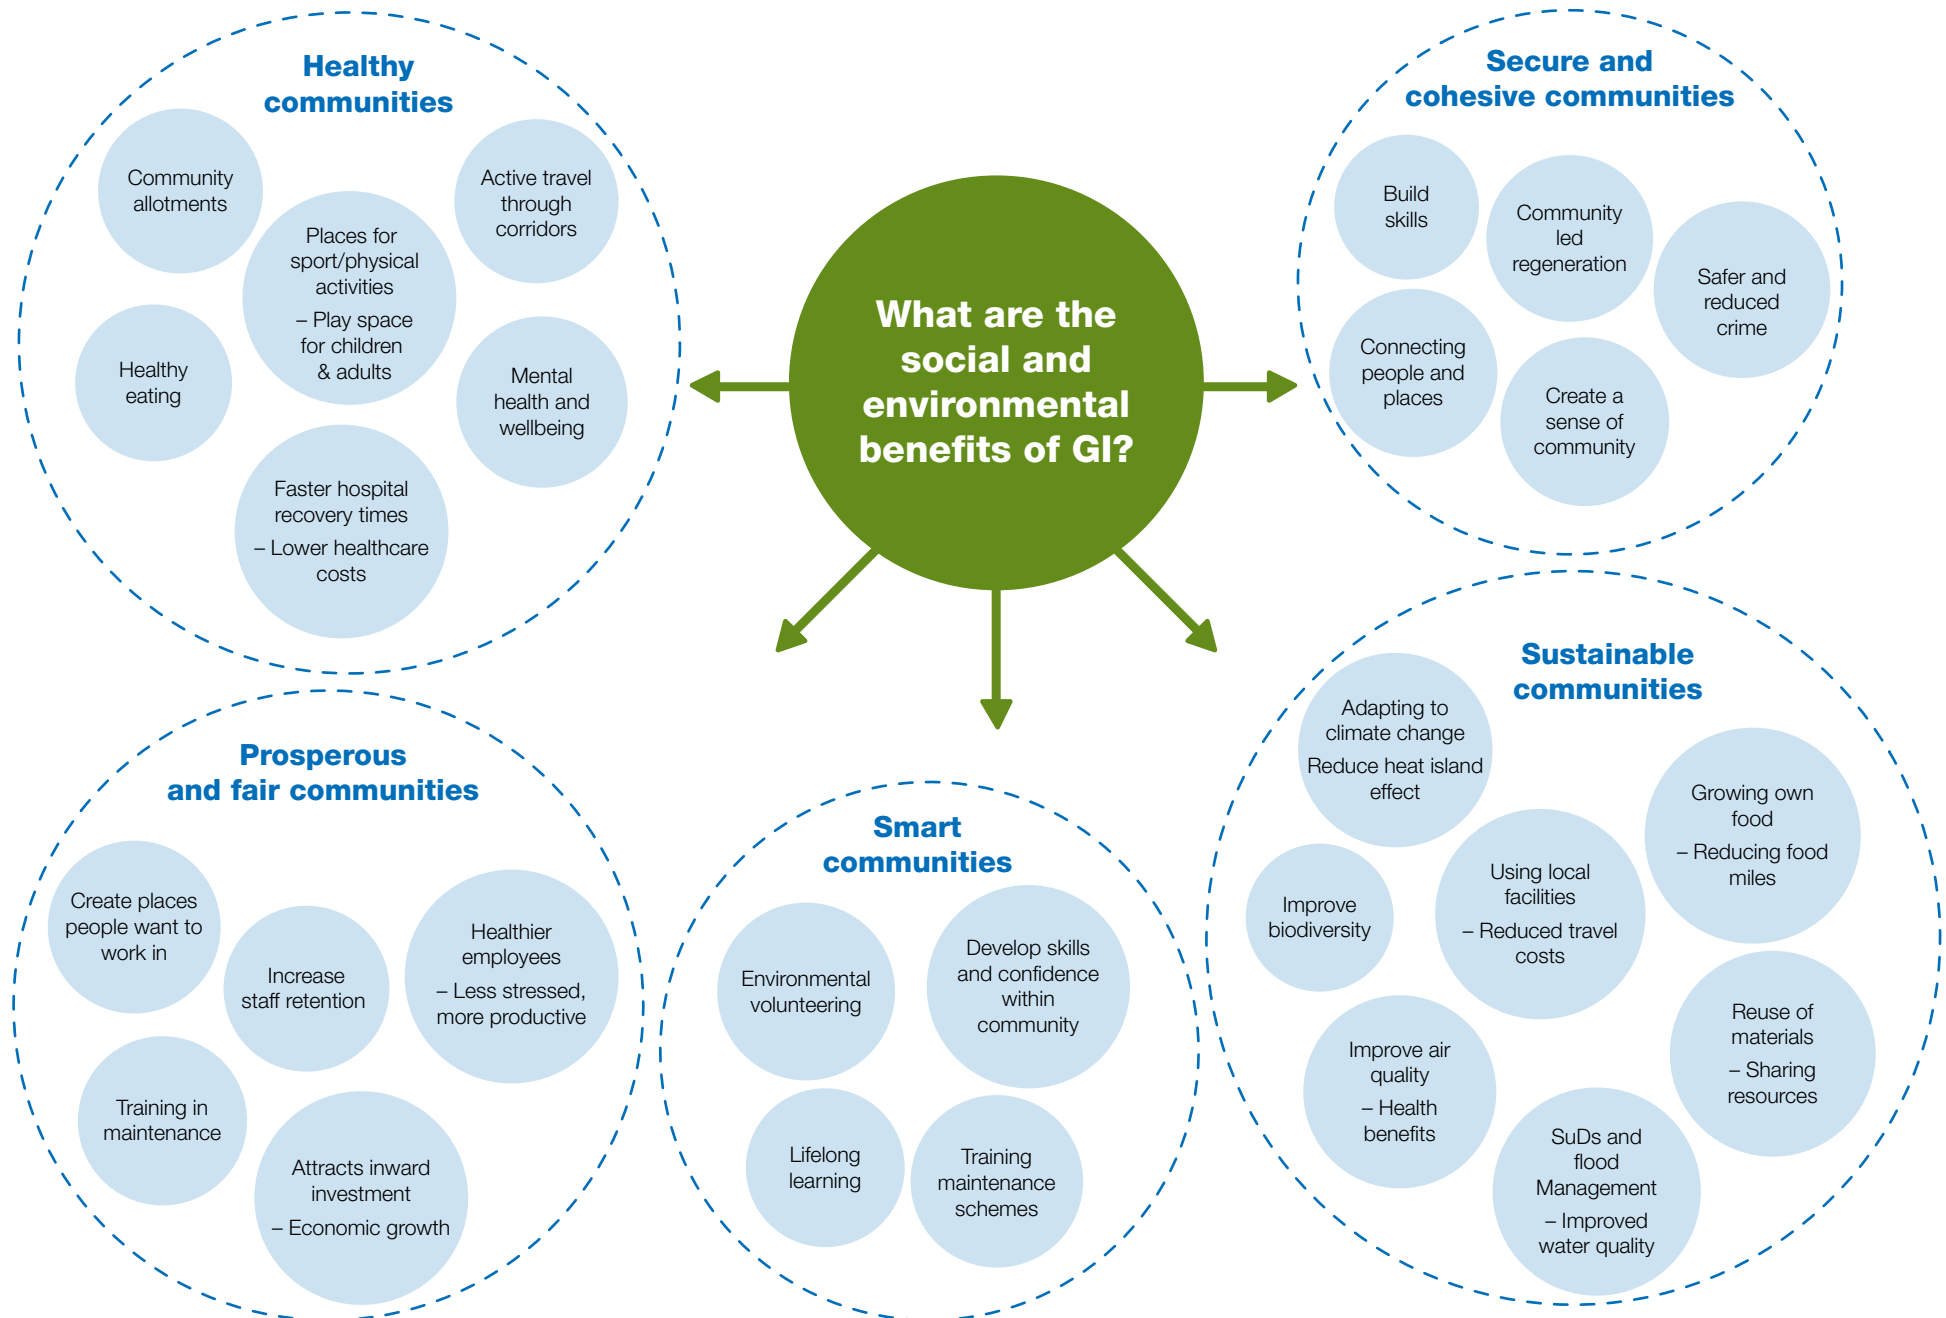 What are the
social and
environmental
benefits of GI?
Healthy
communities
Community
allotments
Places for
sport/physical
activities
– Play space
for children
& adults
Active travel
through
corridors
Healthy
eating
Mental
health and
wellbeing
Faster hospital
recovery times
– Lower healthcare
costs
Secure and
cohesive communities
Build
skills
Community
led
regeneration
Safer and
reduced
crime
Connecting
people and
places
Create a
sense of
community
Prosperous
and fair communities
Create places
people want to
work in
Increase
staff retention
Healthier
employees
– Less stressed,
more productive
Training in
maintenance
Attracts inward
investment
– Economic growth
Smart
communities
Environmental
volunteering
Develop skills
and confidence
within
community
Lifelong
learning
Training
maintenance
schemes
Sustainable
communities
Adapting to
climate change
Reduce heat island
effect
Growing own
food
– Reducing food
miles
Using local
facilities
– Reduced travel
costs
Improve
biodiversity
Reuse of
materials
– Sharing
resources
Improve air
quality
– Health
benefits
SuDs and
flood
Management
– Improved
water quality